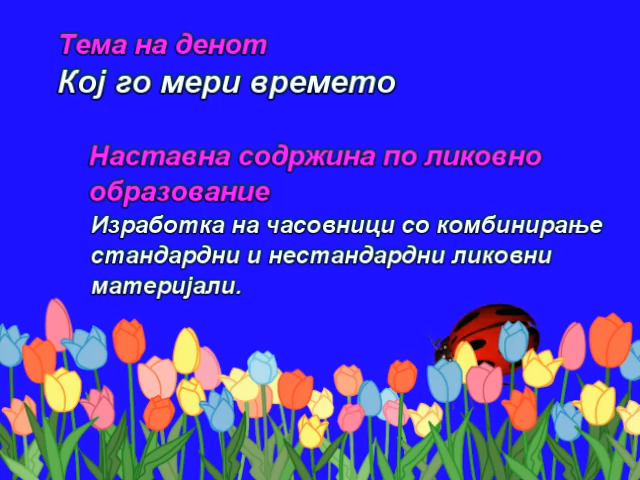 Тема на денот
Кој го мери времето
Наставна содржина по ликовно
образование
Изработка на часовници со комбинирање
стандардни и нестандардни ликовни
материјали.